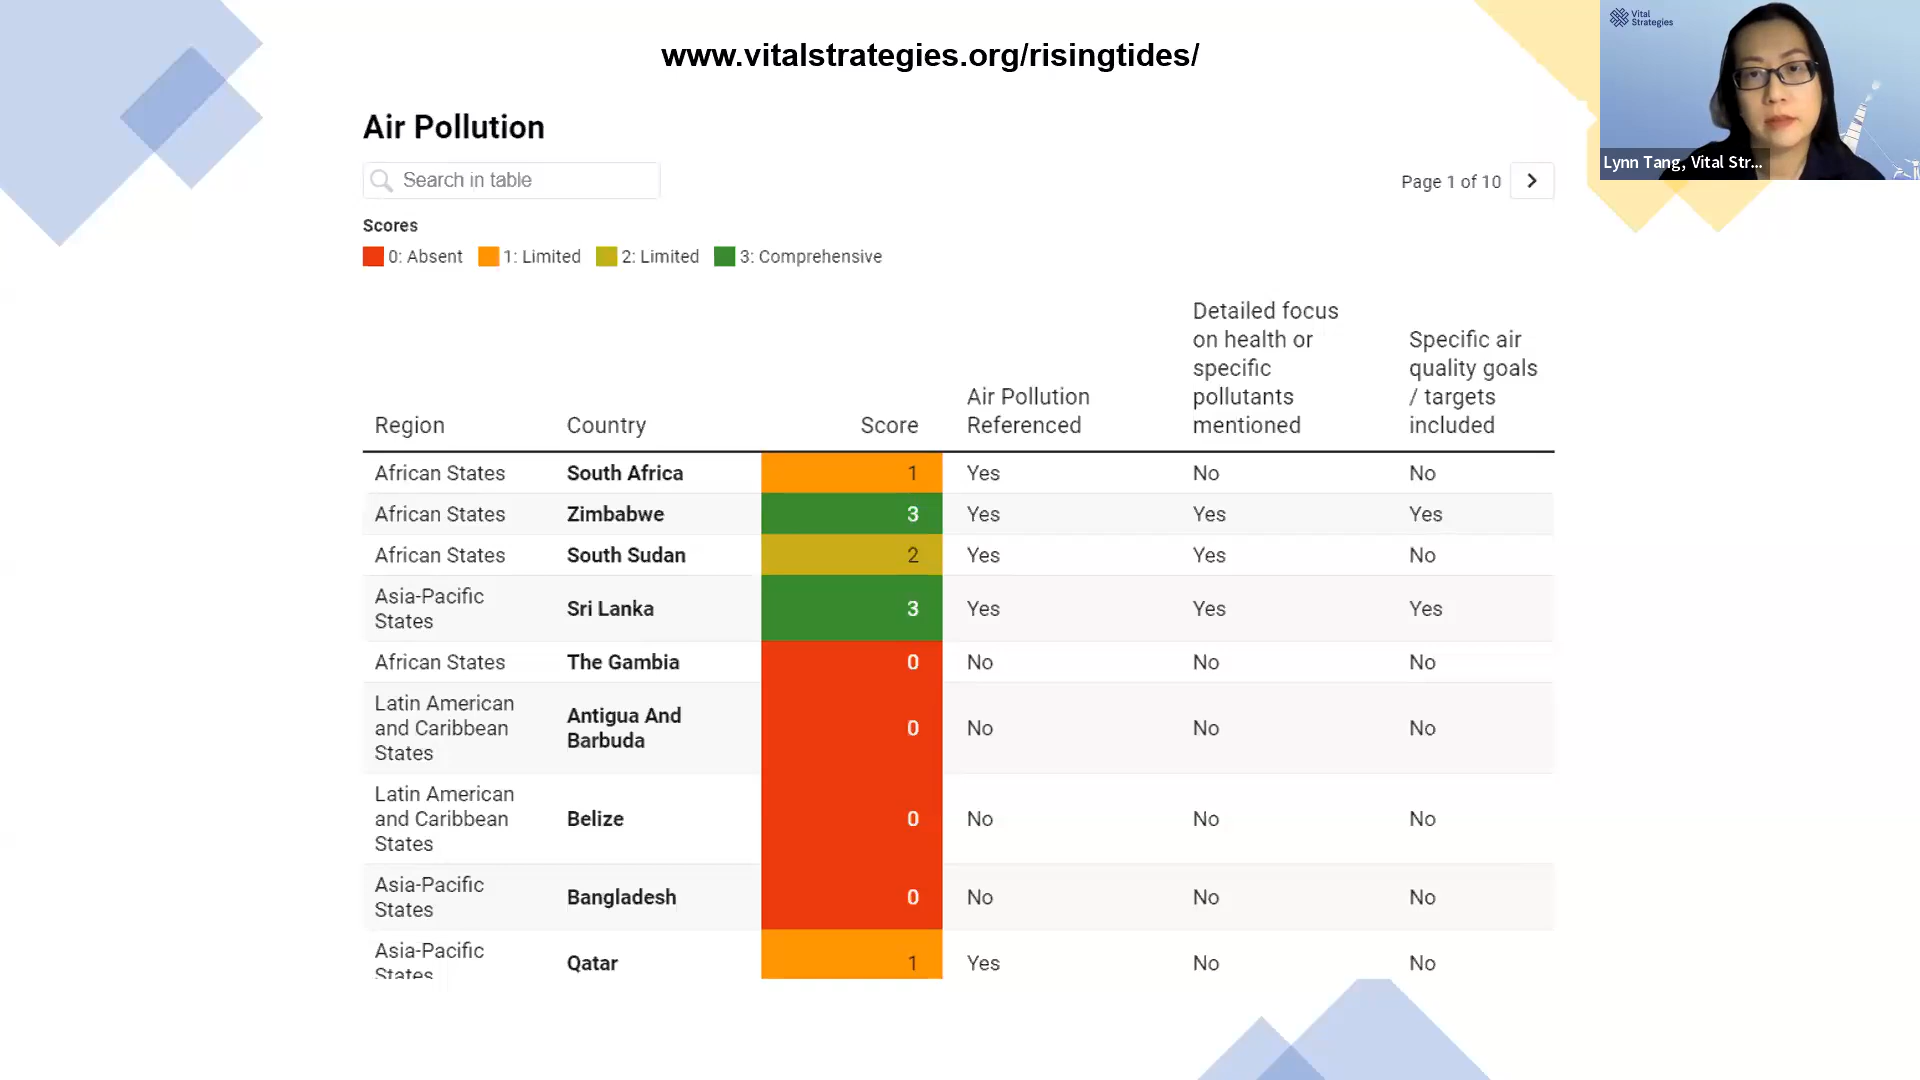 www.vitalstrategies.org/risingtides/
Vital
Strategies
Lynn Tang, Vital Str...
Air Pollution
Search in table
Page 1 of 10
Scores
0: Absent 1: Limited 2: Limited 3: Comprehensive
Region Country Score Air Pollution Referenced Detailed focus on health or specific pollutants mentioned Specific air quality goals / targets included
African States South Africa 1 Yes No No
African States Zimbabwe 3 Yes Yes Yes
African States South Sudan 2 Yes Yes No
Asia-Pacific States Sri Lanka 3 Yes Yes Yes
African States The Gambia 0 No No No
Latin American and Caribbean States Antigua And Barbuda 0 No No No
Latin American and Caribbean States Belize 0 No No No
Asia-Pacific States Bangladesh 0 No No No
Asia-Pacific States Qatar 1 Yes No No